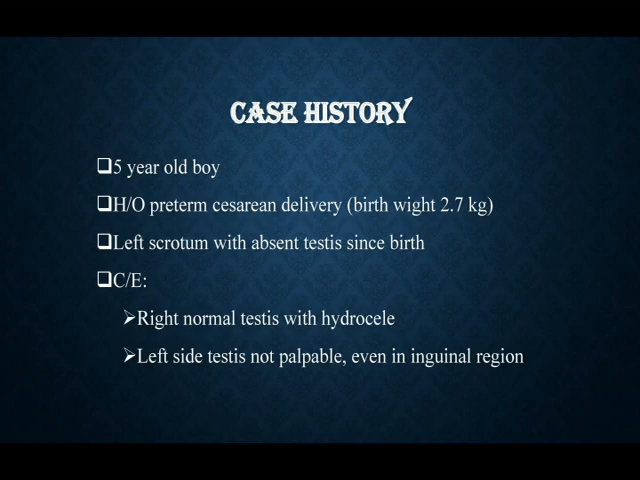 CASE HISTORY
❑5 year old boy
❑H/O preterm cesarean delivery (birth wight 2.7 kg)
❑Left scrotum with absent testis since birth
❑C/E:
➢Right normal testis with hydrocele
➢Left side testis not palpable, even in inguinal region